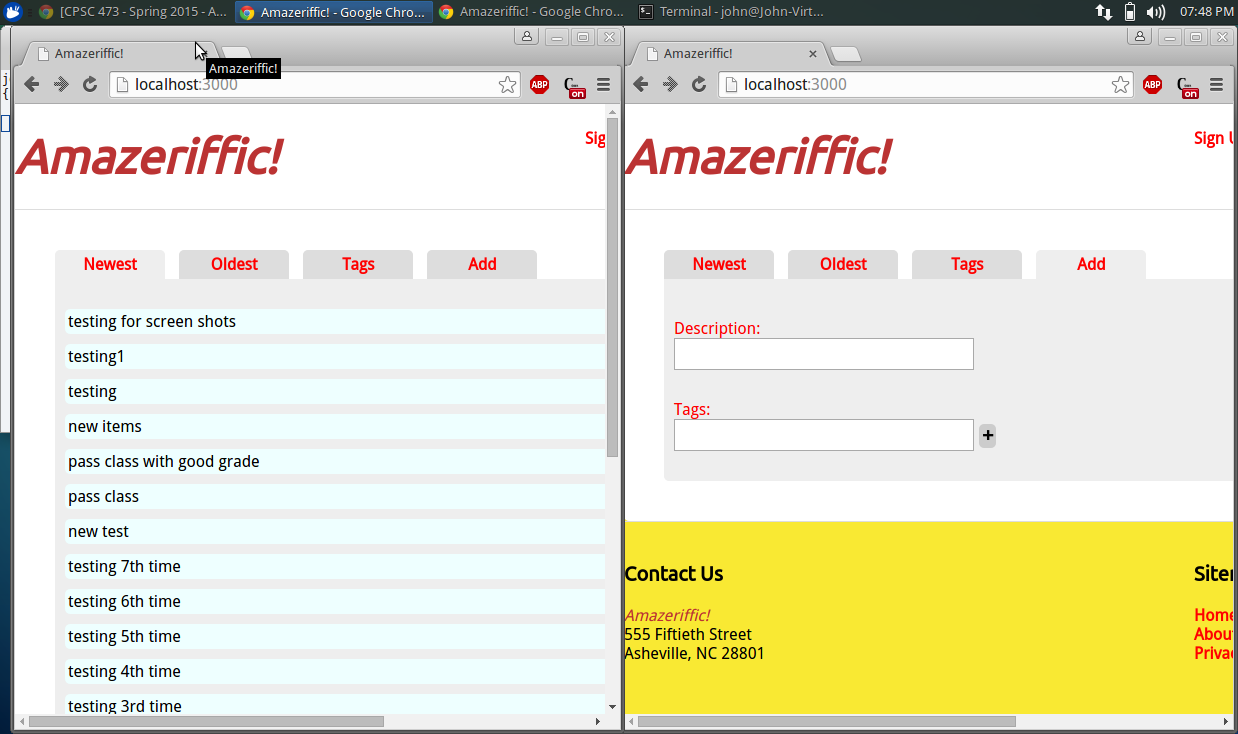 [CPSC 473 - Spring 2015 - A... Amazeriffic! - Google Chro... Amazeriffic! - Google Chro... Terminal - john@John-Virt... 07:48 PM
Amazeriffic!
Amazeriffic!
localhost:3000
ABP
on
Amazeriffic!
Sig
Newest Oldest Tags Add
testing for screen shots
testing1
testing
new items
pass class with good grade
pass class
new test
testing 7th time
testing 6th time
testing 5th time
testing 4th time
testing 3rd time
Amazeriffic!
localhost:3000
ABP
on
Amazeriffic!
Sign U
Newest Oldest Tags Add
Description:
Tags:
+
Contact Us
Amazeriffic!
555 Fiftieth Street
Asheville, NC 28801
Siter
Home
About
Privac